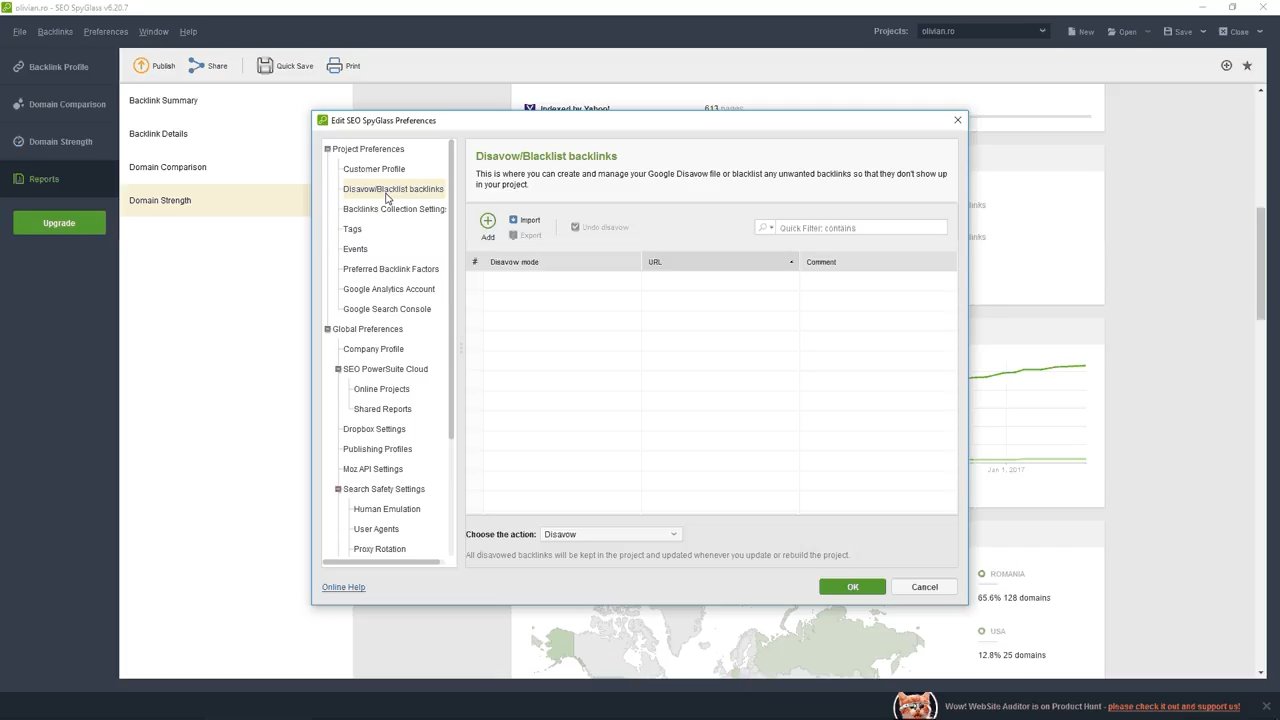 olivian.ro - SEO SpyGlass v6.20.7
File Backlinks Preferences Window Help
Projects: olivian.ro New Open Save Close
Backlink Profile
Domain Comparison
Domain Strength
Reports
Upgrade
Publish Share Quick Save Print
Backlink Summary
Backlink Details
Domain Comparison
Domain Strength
Indexed by Yahoo! 613 pages
Edit SEO SpyGlass Preferences
Project Preferences
Customer Profile
Disavow/Blacklist backlinks
Backlinks Collection Settings
Tags
Events
Preferred Backlink Factors
Google Analytics Account
Google Search Console
Global Preferences
Company Profile
SEO PowerSuite Cloud
Online Projects
Shared Reports
Dropbox Settings
Publishing Profiles
Moz API Settings
Search Safety Settings
Human Emulation
User Agents
Proxy Rotation
Online Help
Disavow/Blacklist backlinks
This is where you can create and manage your Google Disavow file or blacklist any unwanted backlinks so that they don't show up
in your project.
Add
Import
Export
Undo disavow
Quick Filter: contains
# Disavow mode URL Comment
Choose the action: Disavow
All disavowed backlinks will be kept in the project and updated whenever you update or rebuild the project.
OK Cancel
nks
nks
Jan 1, 2017
ROMANIA
65.6% 128 domains
USA
12.8% 25 domains
Wow! WebSite Auditor is on Product Hunt - please check it out and support us!